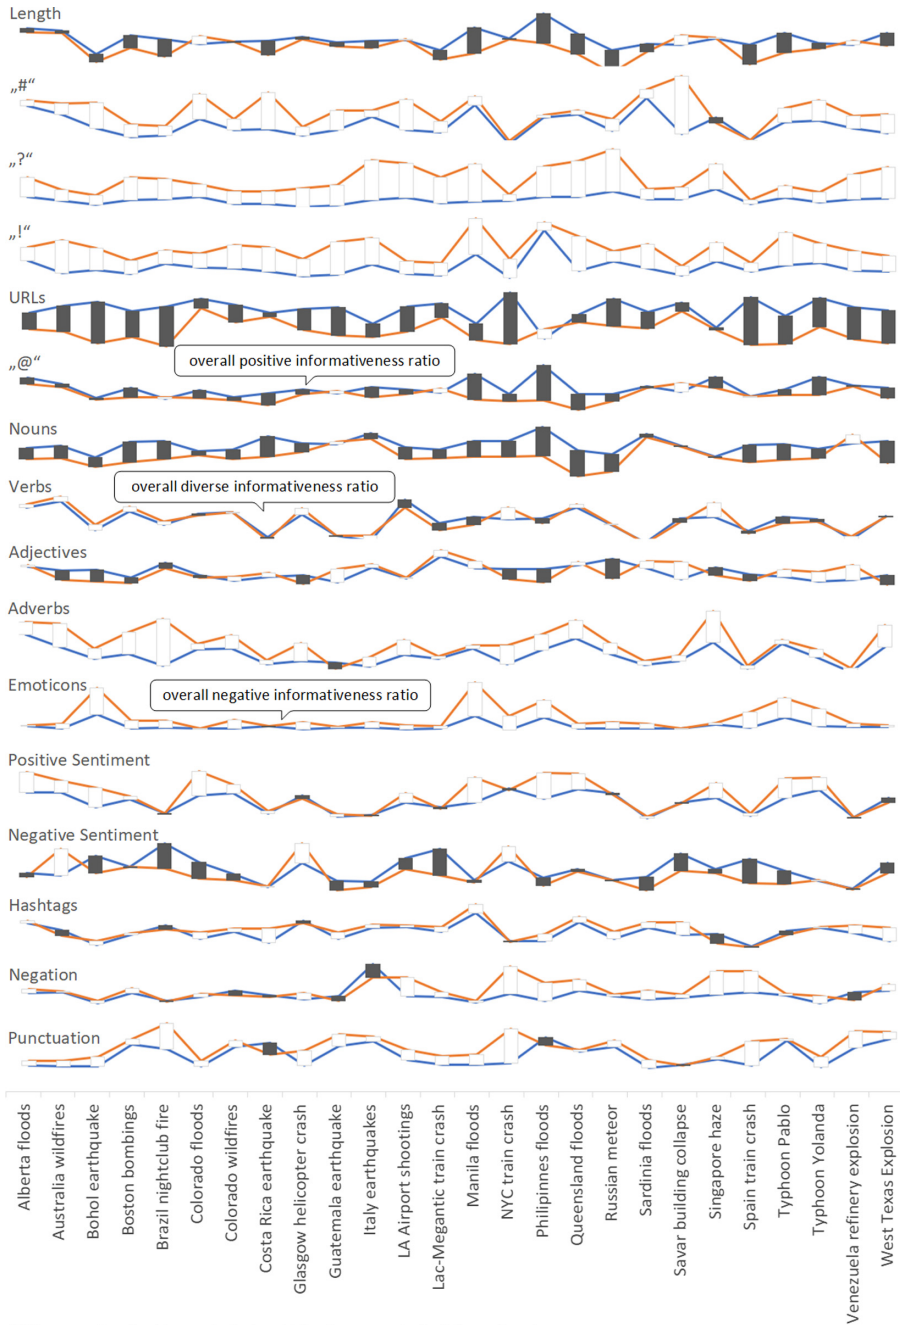 Length
„#“
„?“
„!“
URLs
overall positive informativeness ratio
„@“
Nouns
Verbs
overall diverse informativeness ratio
Adjectives
Adverbs
Emoticons
overall negative informativeness ratio
Positive Sentiment
Negative Sentiment
Hashtags
Negation
Punctuation
Alberta floods
Australia wildfires
Bohol earthquake
Boston bombings
Brazil nightclub fire
Colorado floods
Colorado wildfires
Costa Rica earthquake
Glasgow helicopter crash
Guatemala earthquake
Italy earthquakes
LA Airport shootings
Lac-Megantic train crash
Manila floods
NYC train crash
Philipinnes floods
Queensland floods
Russian meteor
Sardinia floods
Savar building collapse
Singapore haze
Spain train crash
Typhoon Pablo
Typhoon Yolanda
Venezuela refinery explosion
West Texas Explosion